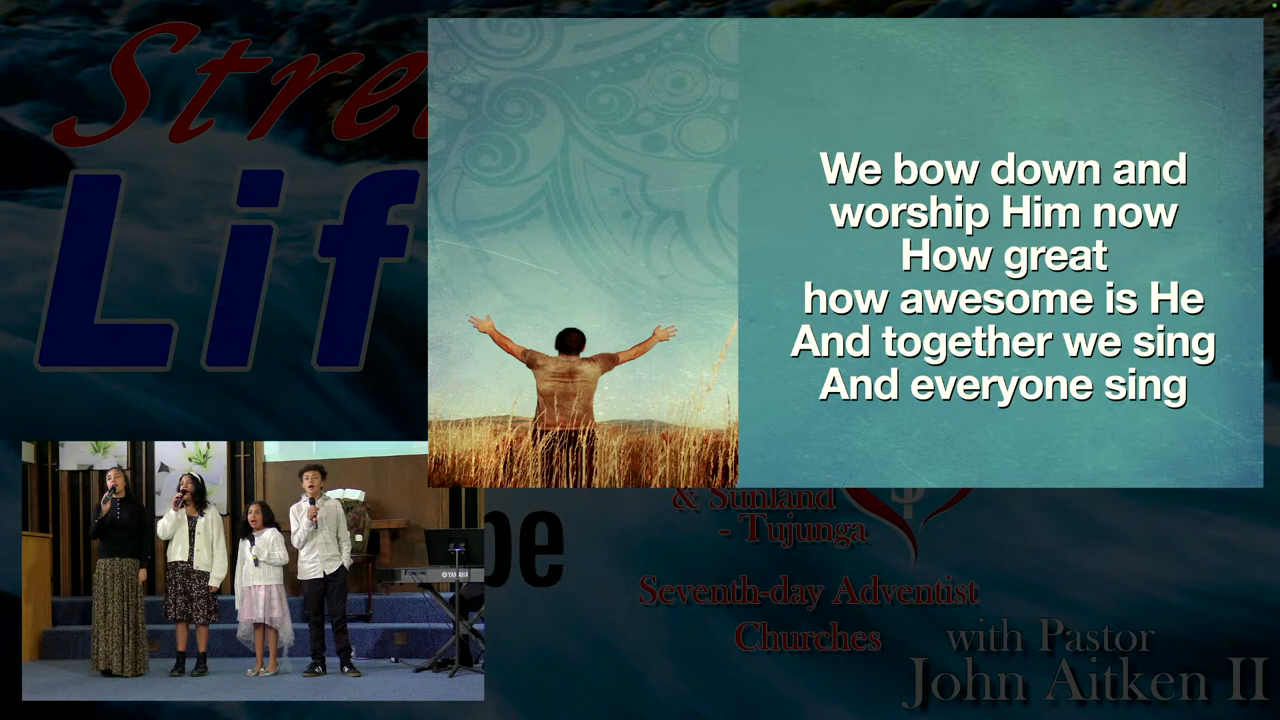 We bow down and
worship Him now
How great
how awesome is He
And together we sing
And everyone sing
& Sunland
- Tujunga
Seventh-day Adventist
Churches
with Pastor
John Aitken II
YAMAHA